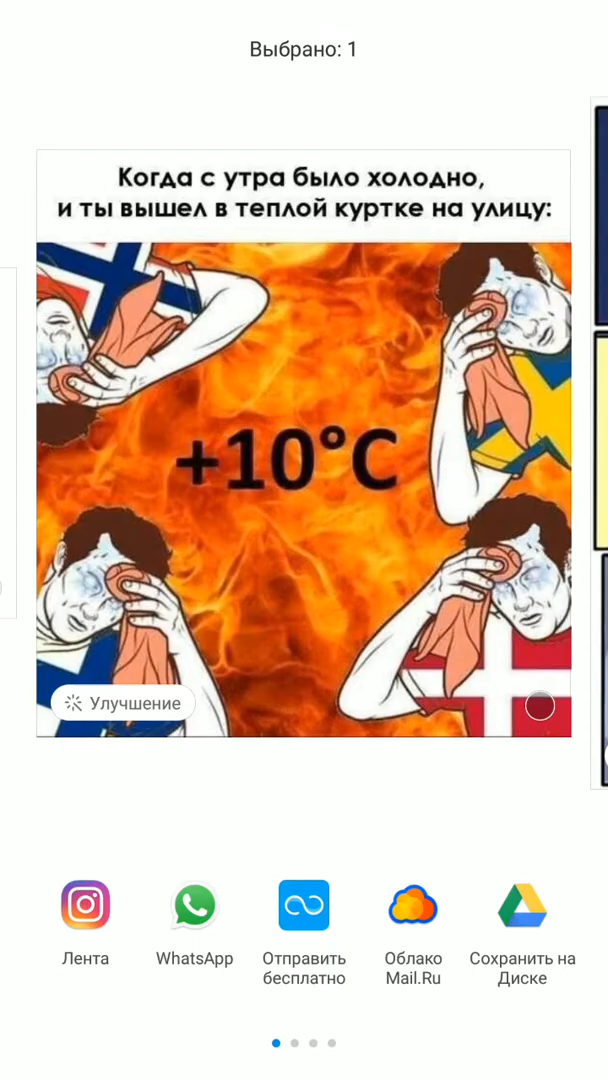 Выбрано: 1
Когда с утра было холодно,
и ты вышел в теплой куртке на улицу:
+10°C
Улучшение
Лента
WhatsApp
Отправить
бесплатно
Облако
Mail.Ru
Сохранить на
Диске